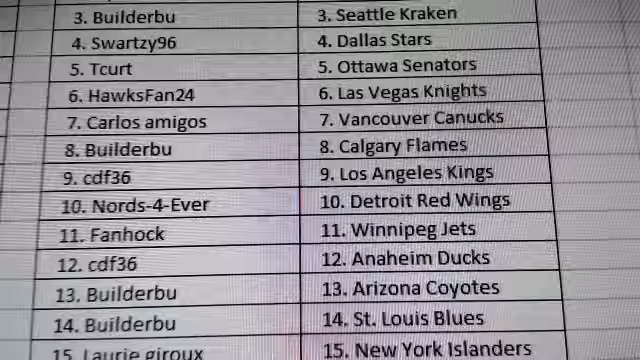 3. Builderbu 3. Seattle Kraken
4. Swartzy96 4. Dallas Stars
5. Tcurt 5. Ottawa Senators
6. HawksFan24 6. Las Vegas Knights
7. Carlos amigos 7. Vancouver Canucks
8. Builderbu 8. Calgary Flames
9. cdf36 9. Los Angeles Kings
10. Nords-4-Ever 10. Detroit Red Wings
11. Fanhock 11. Winnipeg Jets
12. cdf36 12. Anaheim Ducks
13. Builderbu 13. Arizona Coyotes
14. Builderbu 14. St. Louis Blues
15. Laurie giroux 15. New York Islanders